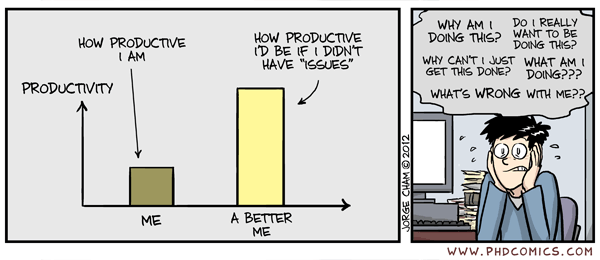 HOW PRODUCTIVE
I AM
HOW PRODUCTIVE
I'D BE IF I DIDN'T
HAVE "ISSUES"
PRODUCTIVITY
ME
A BETTER
ME
WHY AM I
DOING THIS?
DO I REALLY
WANT TO BE
DOING THIS?
WHY CAN'T I JUST
GET THIS DONE?
WHAT AM I
DOING???
WHAT'S WRONG WITH ME??
JORGE CHAM © 2012
WWW.PHDCOMICS.COM